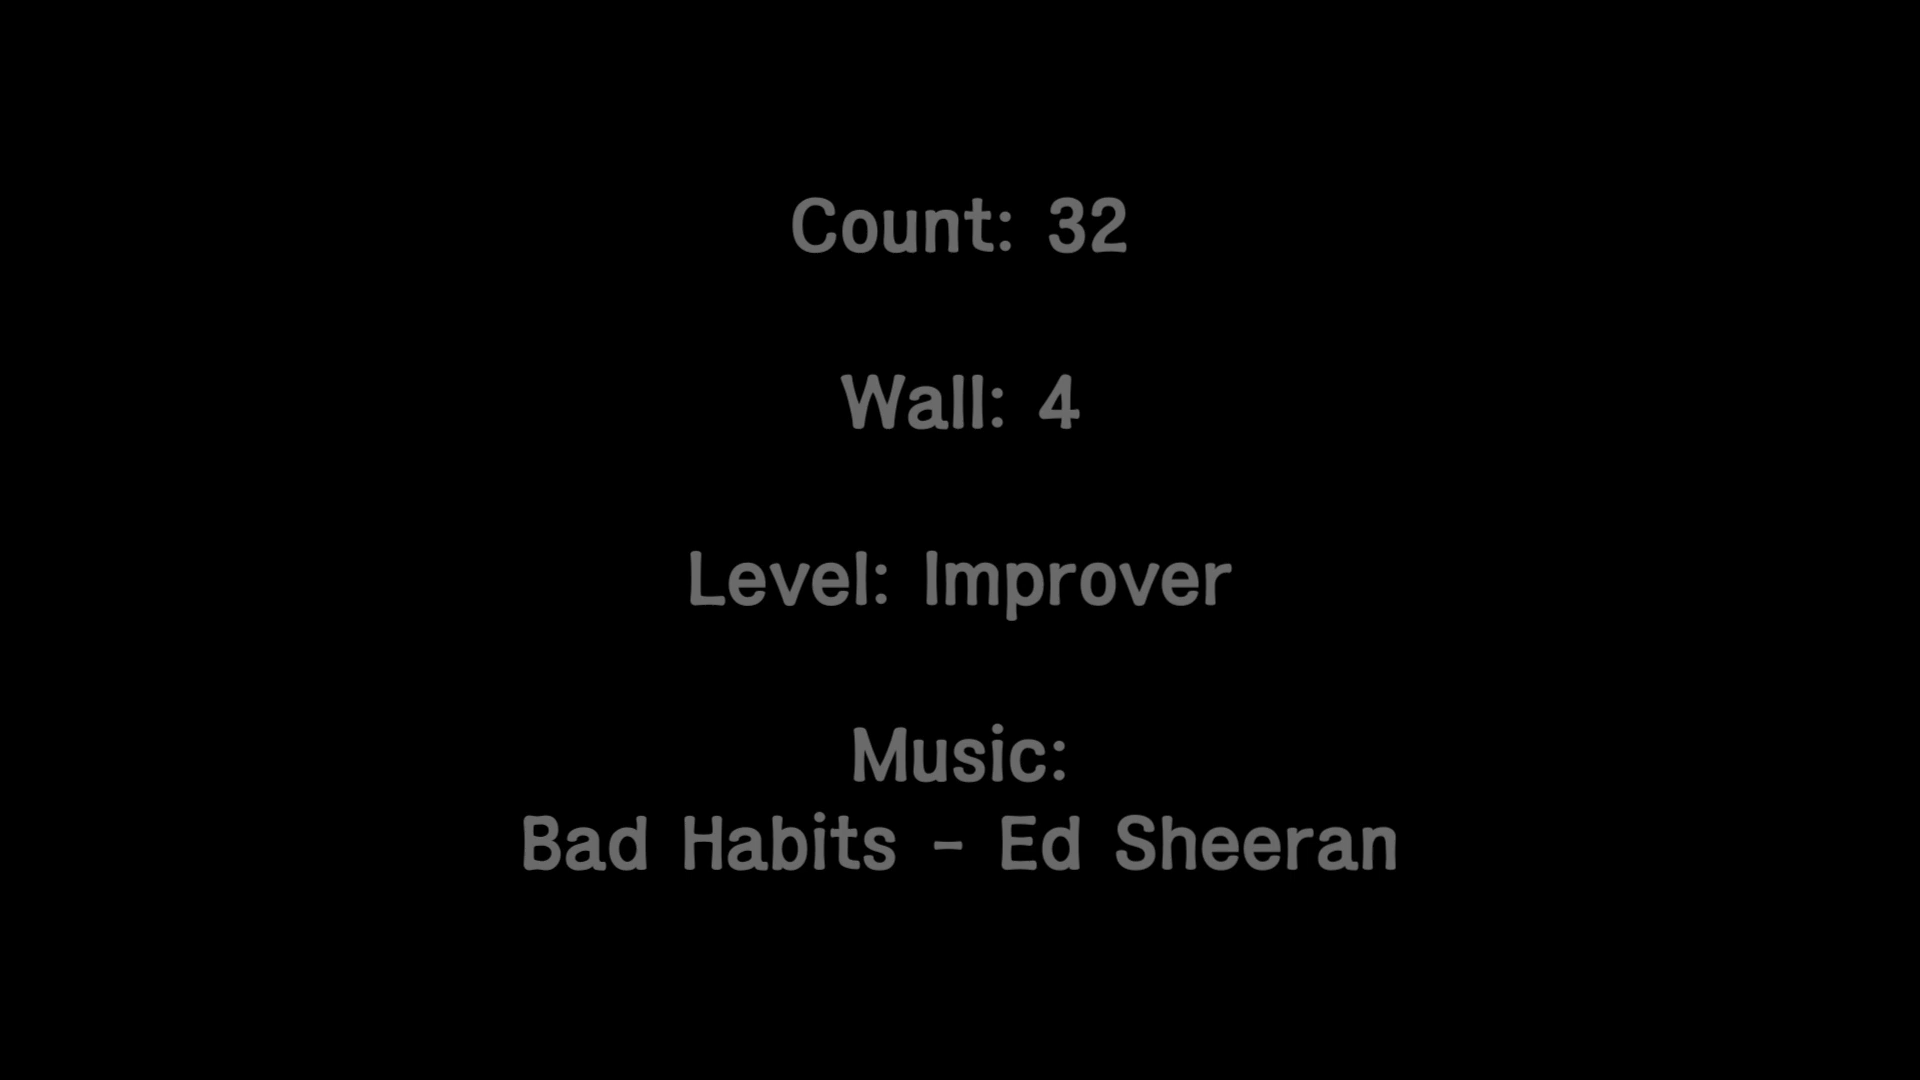 Count: 32
Wall: 4
Level: Improver
Music:
Bad Habits - Ed Sheeran